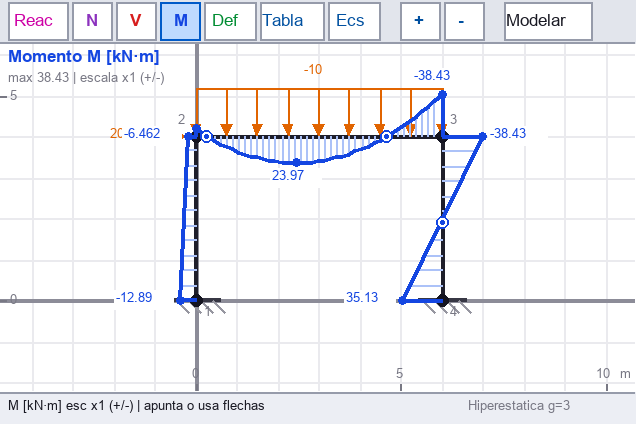 Reac N V M Def Tabla Ecs + - Modelar
Momento M [kN·m]
max 38.43 | escala x1 (+/-)
-10
-38.43
5
2
3
20
-6.462
-38.43
23.97
-12.89
35.13
0
1
4
0
5
10 m
M [kN·m] esc x1 (+/-) | apunta o usa flechas
Hiperestatica g=3